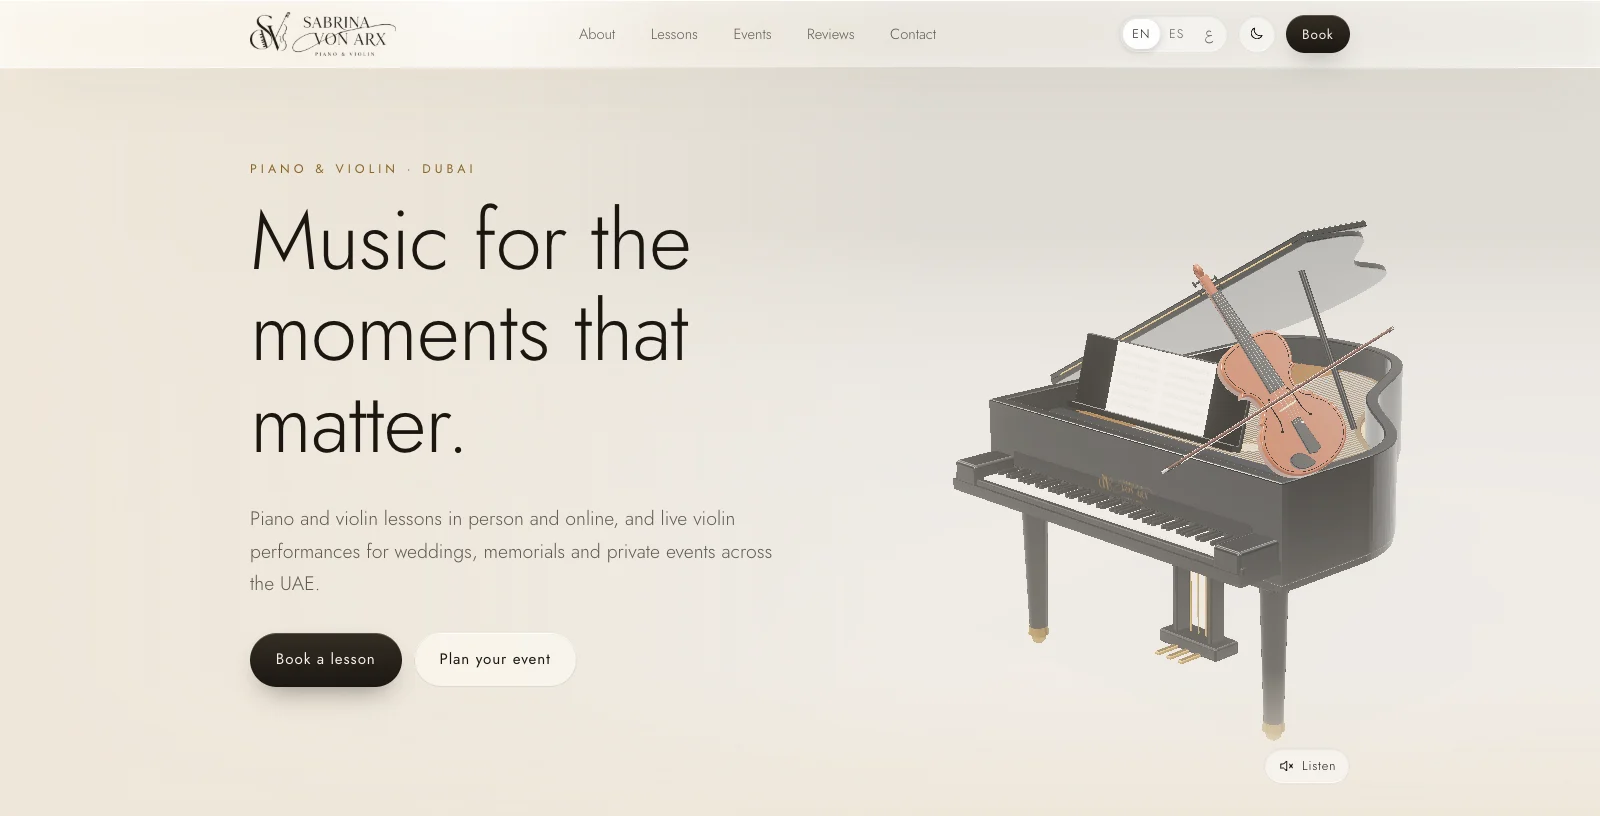 SABRINA
VON ARX
PIANO & VIOLIN
About
Lessons
Events
Reviews
Contact
EN
ES
ع
Book
PIANO & VIOLIN · DUBAI
Music for the
moments that
matter.
Piano and violin lessons in person and online, and live violin
performances for weddings, memorials and private events across
the UAE.
Book a lesson
Plan your event
Listen